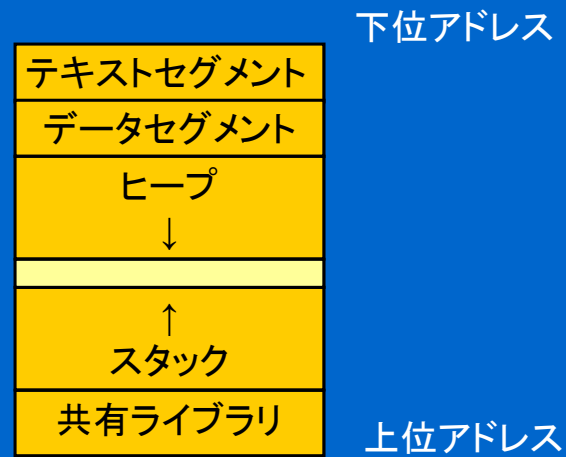 下位アドレス
テキストセグメント
データセグメント
ヒープ
↓
↑
スタック
共有ライブラリ
上位アドレス